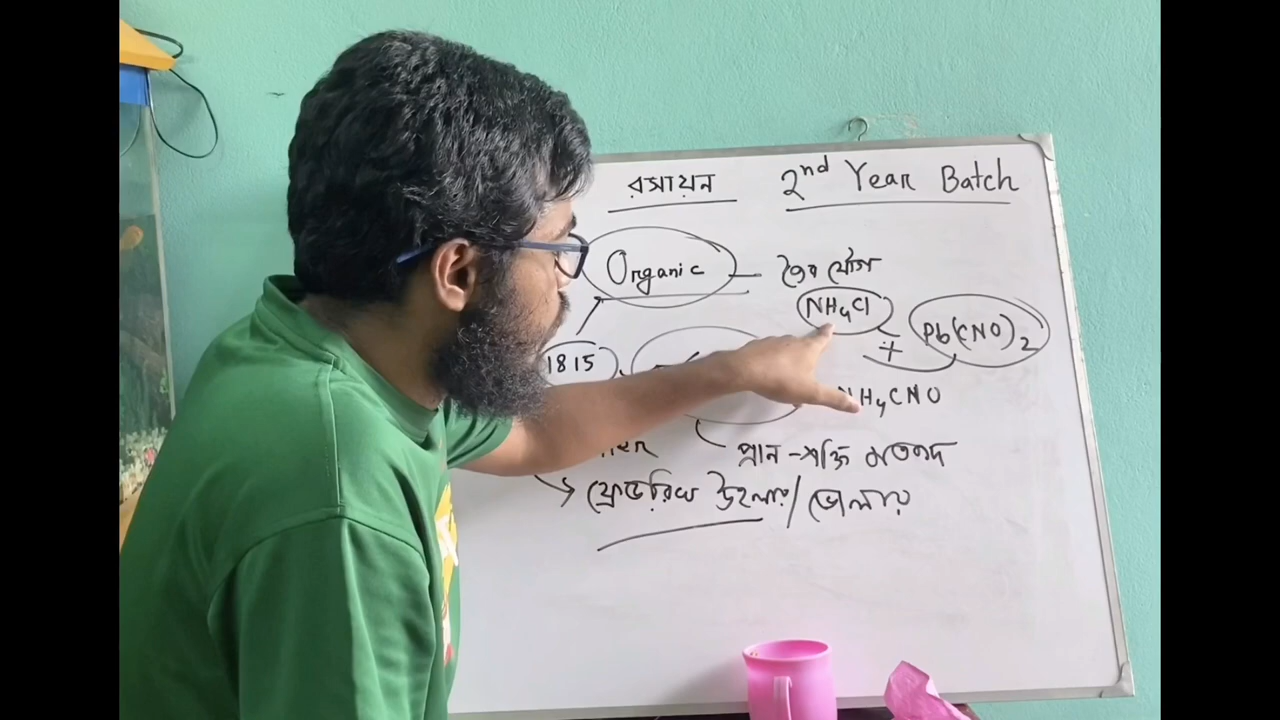 রসায়ন 2nd Year Batch
Organic — জৈব যৌগ
NH4Cl + Pb(CNO)2
1815
NH4CNO
প্রান-শক্তি মতবাদ
ফ্রেডরিখ উইলার/ভোলার